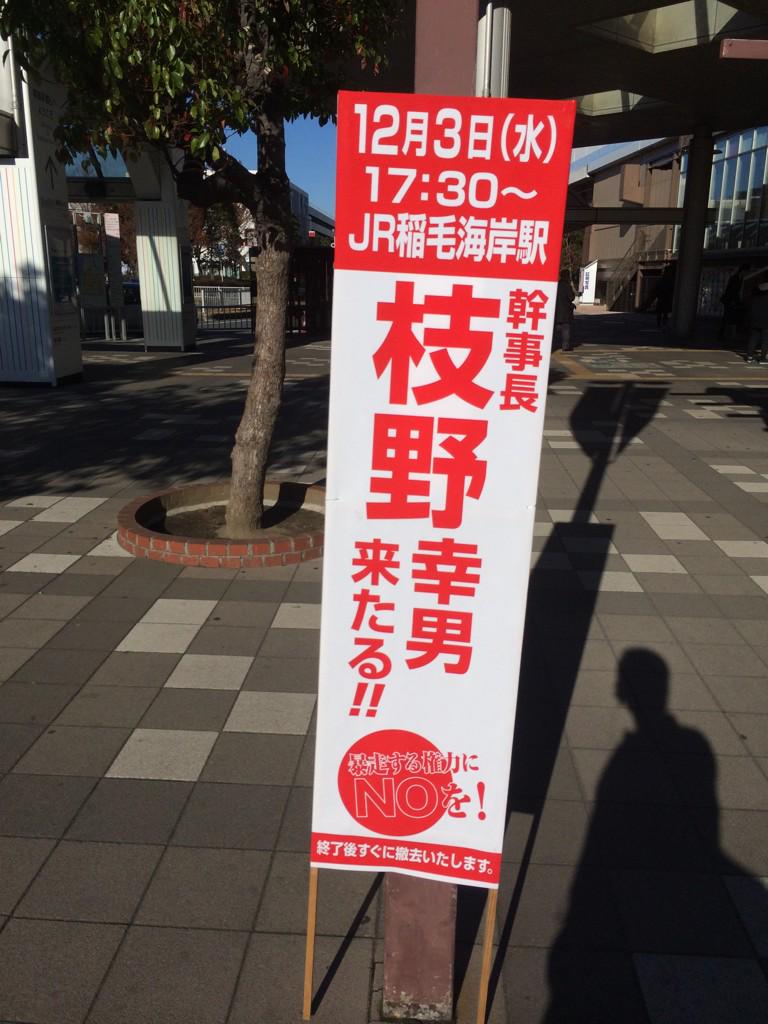 12月3日(水)
17:30〜
JR稲毛海岸駅
幹事長
枝野
幸男
来たる!!
暴走する権力に
NOを!
終了後すぐに撤去いたします。